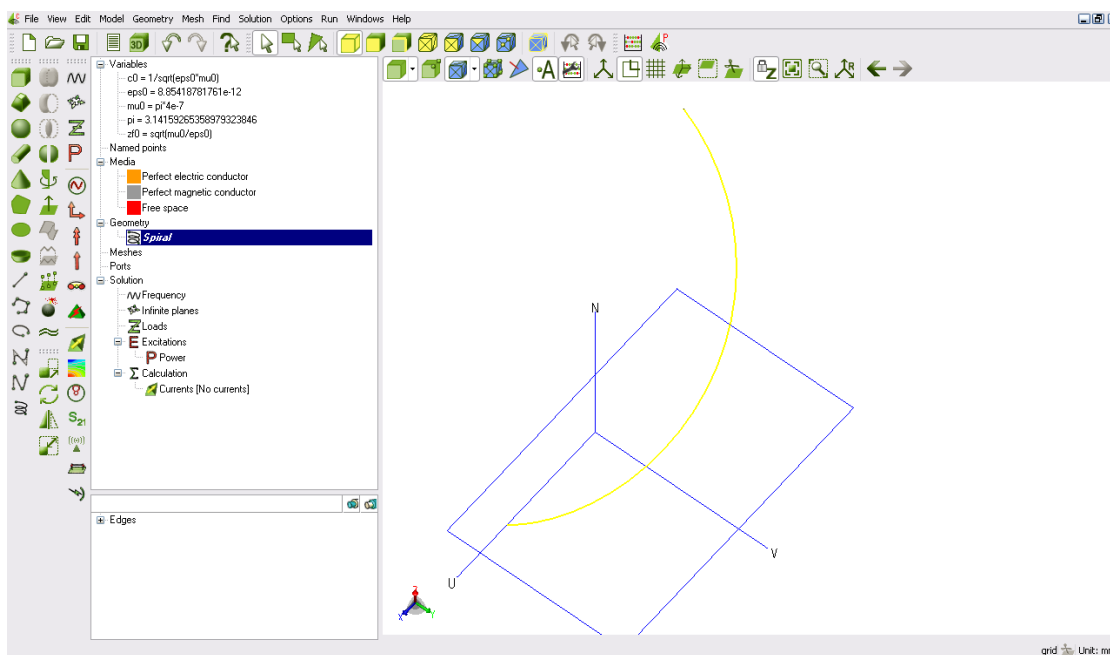 File View Edit Model Geometry Mesh Find Solution Options Run Windows Help
3D
P
A
Z
R
Variables
c0 = 1/sqrt(eps0*mu0)
eps0 = 8.85418781761e-12
mu0 = pi*4e-7
pi = 3.14159265358979323846
zf0 = sqrt(mu0/eps0)
Named points
Media
Perfect electric conductor
Perfect magnetic conductor
Free space
Geometry
Spiral
Meshes
Ports
Solution
Frequency
Infinite planes
Loads
E Excitations
P Power
Σ Calculation
Currents [No currents]
Edges
P
S21
N
V
U
Z
X
Y
grid Unit: